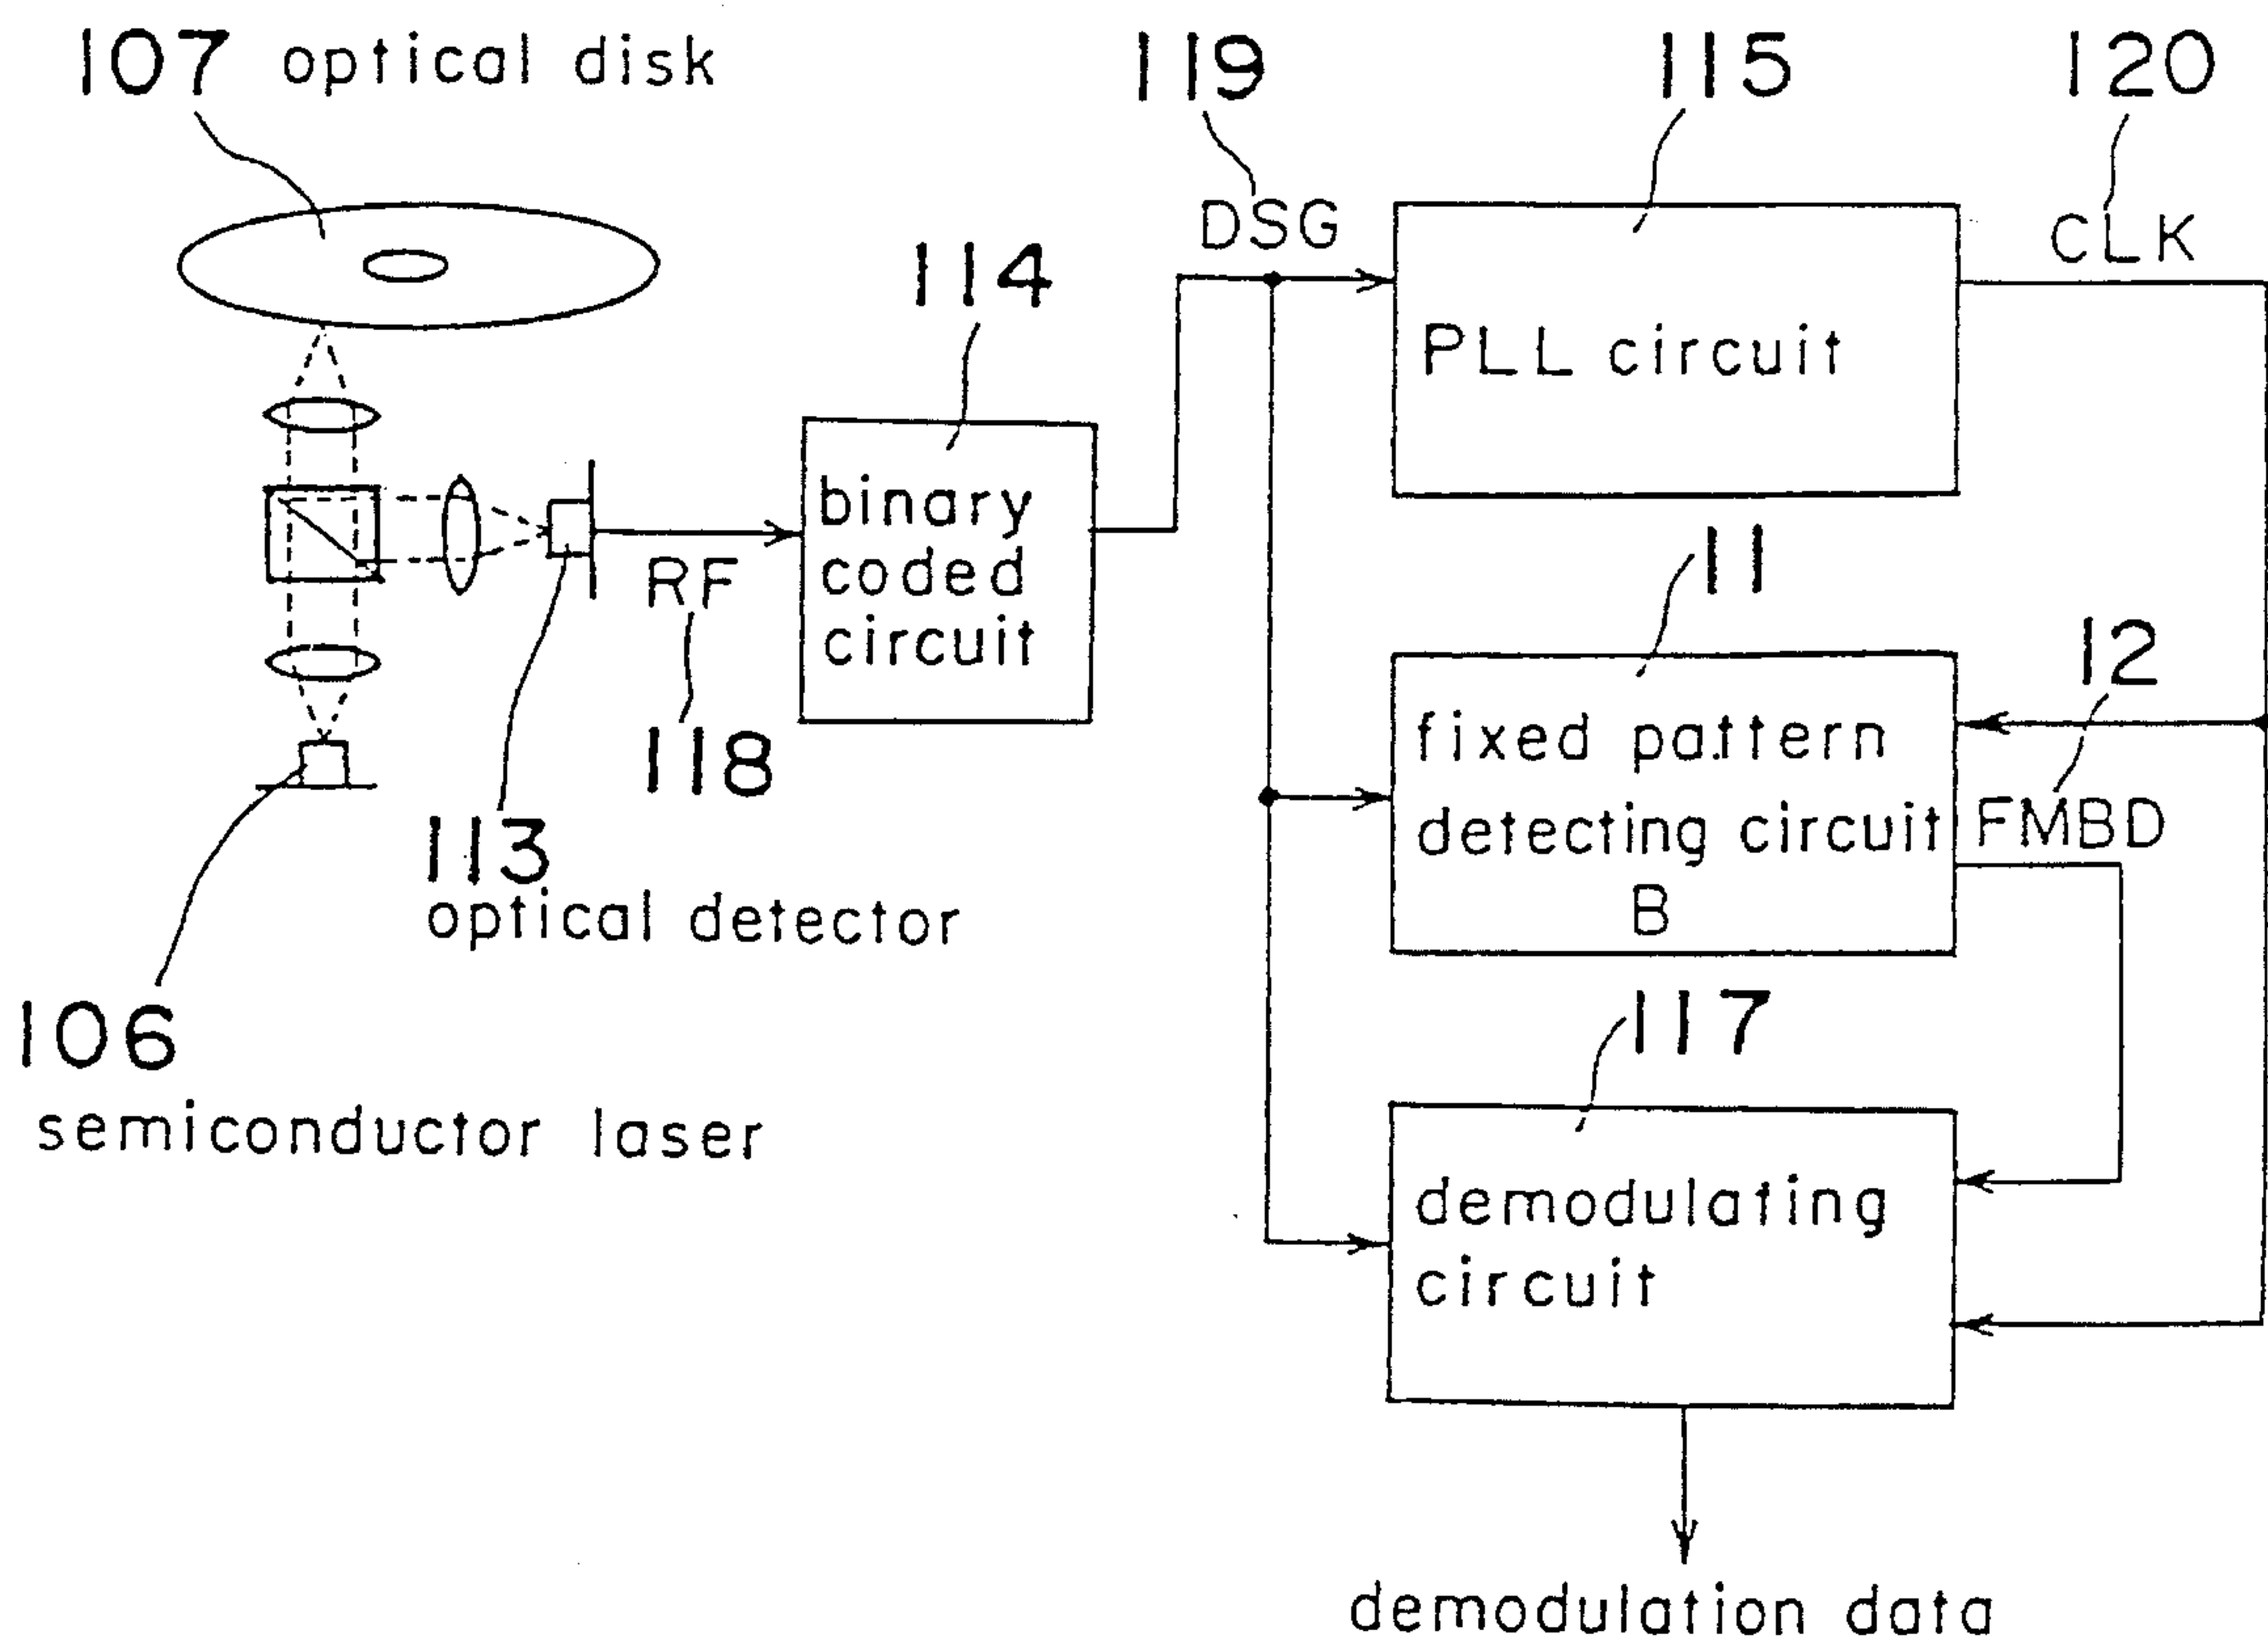 107 optical disk
119
115
120
DSG
CLK
114
PLL circuit
binary
coded
circuit
RF
118
11
12
fixed pattern
detecting circuit
B
FMBD
113
optical detector
106
semiconductor laser
117
demodulating
circuit
demodulation data